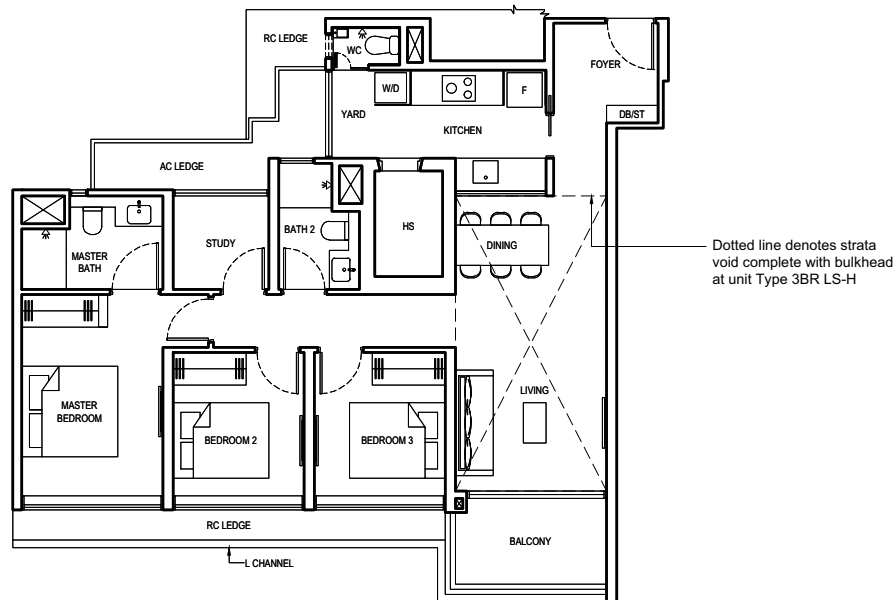 RC LEDGE
WC
FOYER
W/D
F
YARD
DB/ST
KITCHEN
AC LEDGE
HS
STUDY
BATH 2
DINING
MASTER
BATH
Dotted line denotes strata
void complete with bulkhead
at unit Type 3BR LS-H
MASTER
BEDROOM
LIVING
BEDROOM 2
BEDROOM 3
RC LEDGE
BALCONY
L CHANNEL